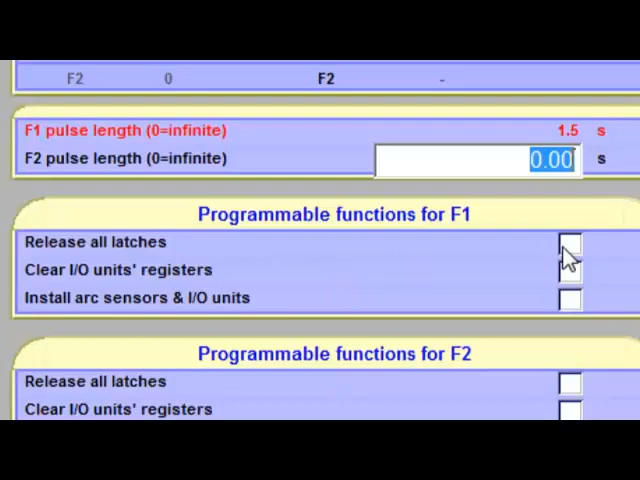 F2 0 F2 -
F1 pulse length (0=infinite) 1.5 s
F2 pulse length (0=infinite) 0.00 s
Programmable functions for F1
Release all latches
Clear I/O units' registers
Install arc sensors & I/O units
Programmable functions for F2
Release all latches
Clear I/O units' registers